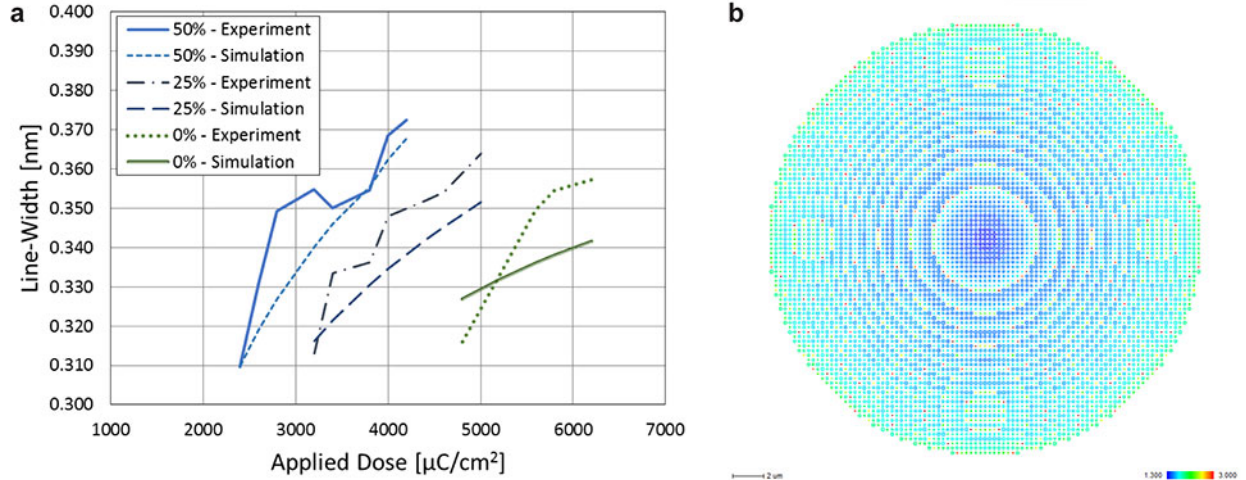 a
0.400
0.390
0.380
0.370
0.360
0.350
0.340
0.330
0.320
0.310
0.300
Line-Width [nm]
50% - Experiment
50% - Simulation
25% - Experiment
25% - Simulation
0% - Experiment
0% - Simulation
1000 2000 3000 4000 5000 6000 7000
Applied Dose [µC/cm²]
b
2 um
1.300 3.000